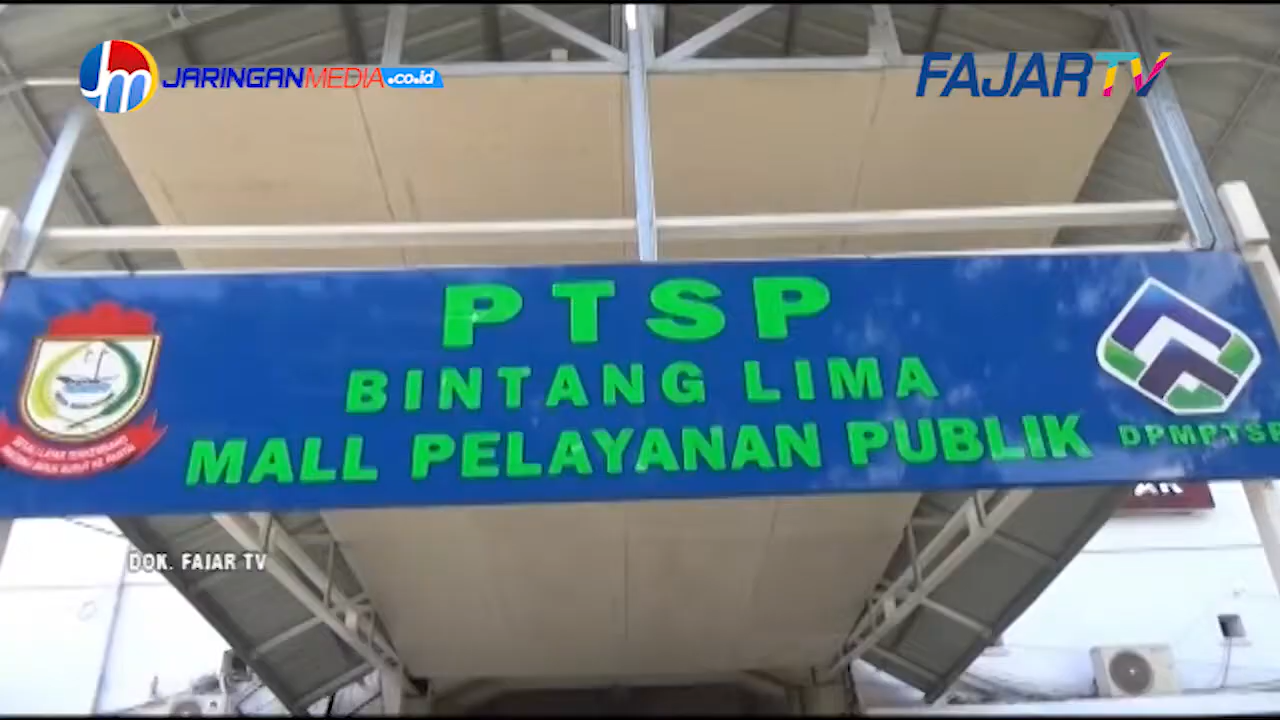 JARINGANMEDIA.co.id
FAJAR TV
PTSP
BINTANG LIMA
MALL PELAYANAN PUBLIK
DPMPTSP
DOK. FAJAR TV